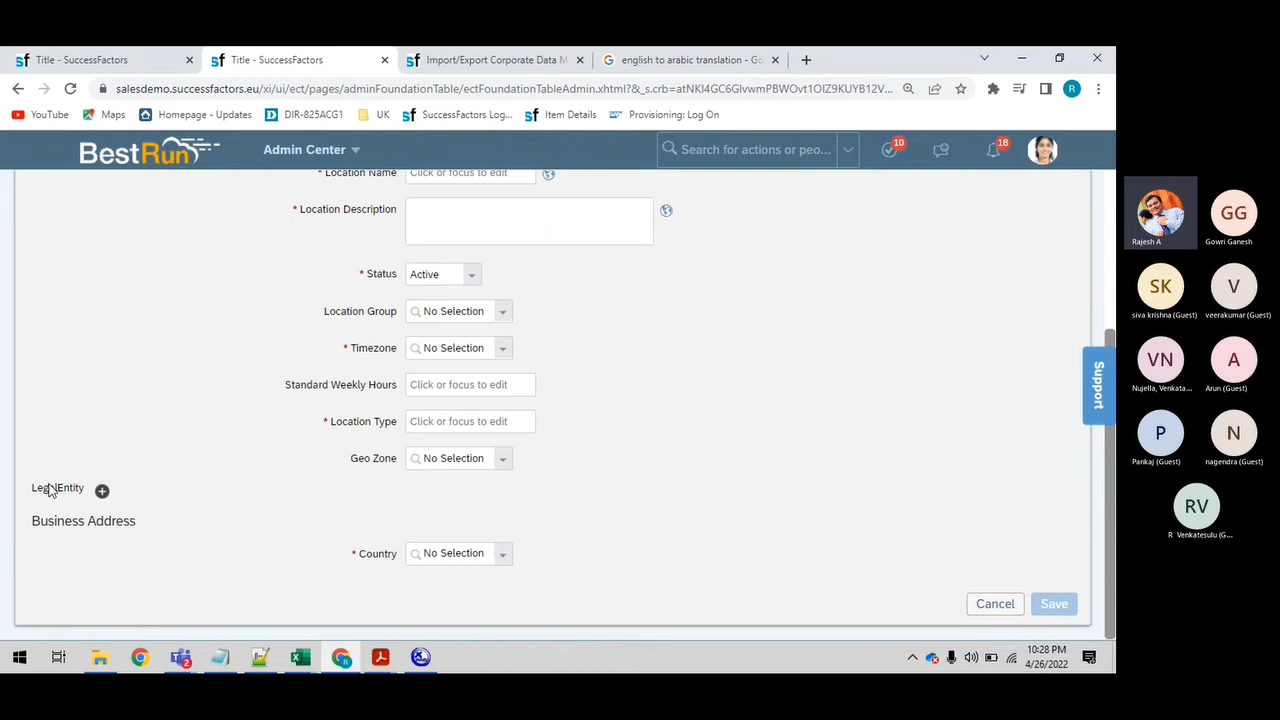 Title - SuccessFactors
Title - SuccessFactors
Import/Export Corporate Data M
english to arabic translation - Go
salesdemo.successfactors.eu/xi/ui/ect/pages/adminFoundationTable/ectFoundationTableAdmin.xhtml?&_s.crb=atNKI4GC6GlvwmPBWOvt1OIZ9KUYB12V...
YouTube
Maps
Homepage - Updates
DIR-825ACG1
UK
SuccessFactors Log...
Item Details
Provisioning: Log On
BestRun
Admin Center
Search for actions or peo...
10
18
* Location Name
Click or focus to edit
* Location Description
* Status
Active
Location Group
No Selection
* Timezone
No Selection
Standard Weekly Hours
Click or focus to edit
* Location Type
Click or focus to edit
Geo Zone
No Selection
Legal Entity
Business Address
* Country
No Selection
Cancel
Save
Support
Rajesh A
GG
Gowri Ganesh
SK
siva krishna (Guest)
V
veerakumar (Guest)
VN
Nujella, Venkata...
A
Arun (Guest)
P
Pankaj (Guest)
N
nagendra (Guest)
RV
R Venkatesulu (G...
2
10:28 PM
4/26/2022